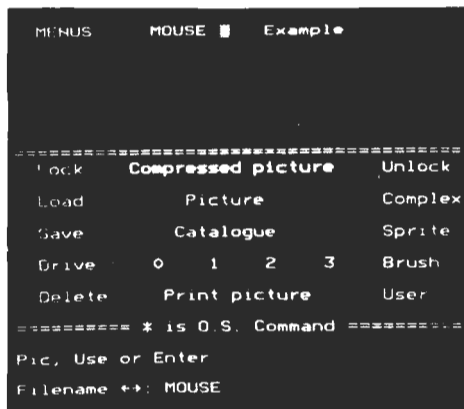 MENUS MOUSE Example
====================================
Lock Compressed picture Unlock
Load Picture Complex
Save Catalogue Sprite
Drive 0 1 2 3 Brush
Delete Print picture User
========== * is O.S. Command ==========
Pic, Use or Enter
Filename ↔: MOUSE